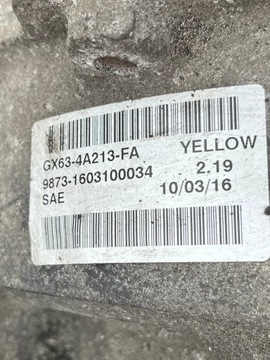 GX63-4A213-FA YELLOW
9873-1603100034 2.19
SAE 10/03/16